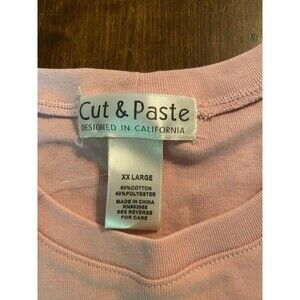 Cut & Paste
DESIGNED IN CALIFORNIA
XX LARGE
60%COTTON
40%POLYESTER
MADE IN CHINA
SEE REVERSE
FOR CARE